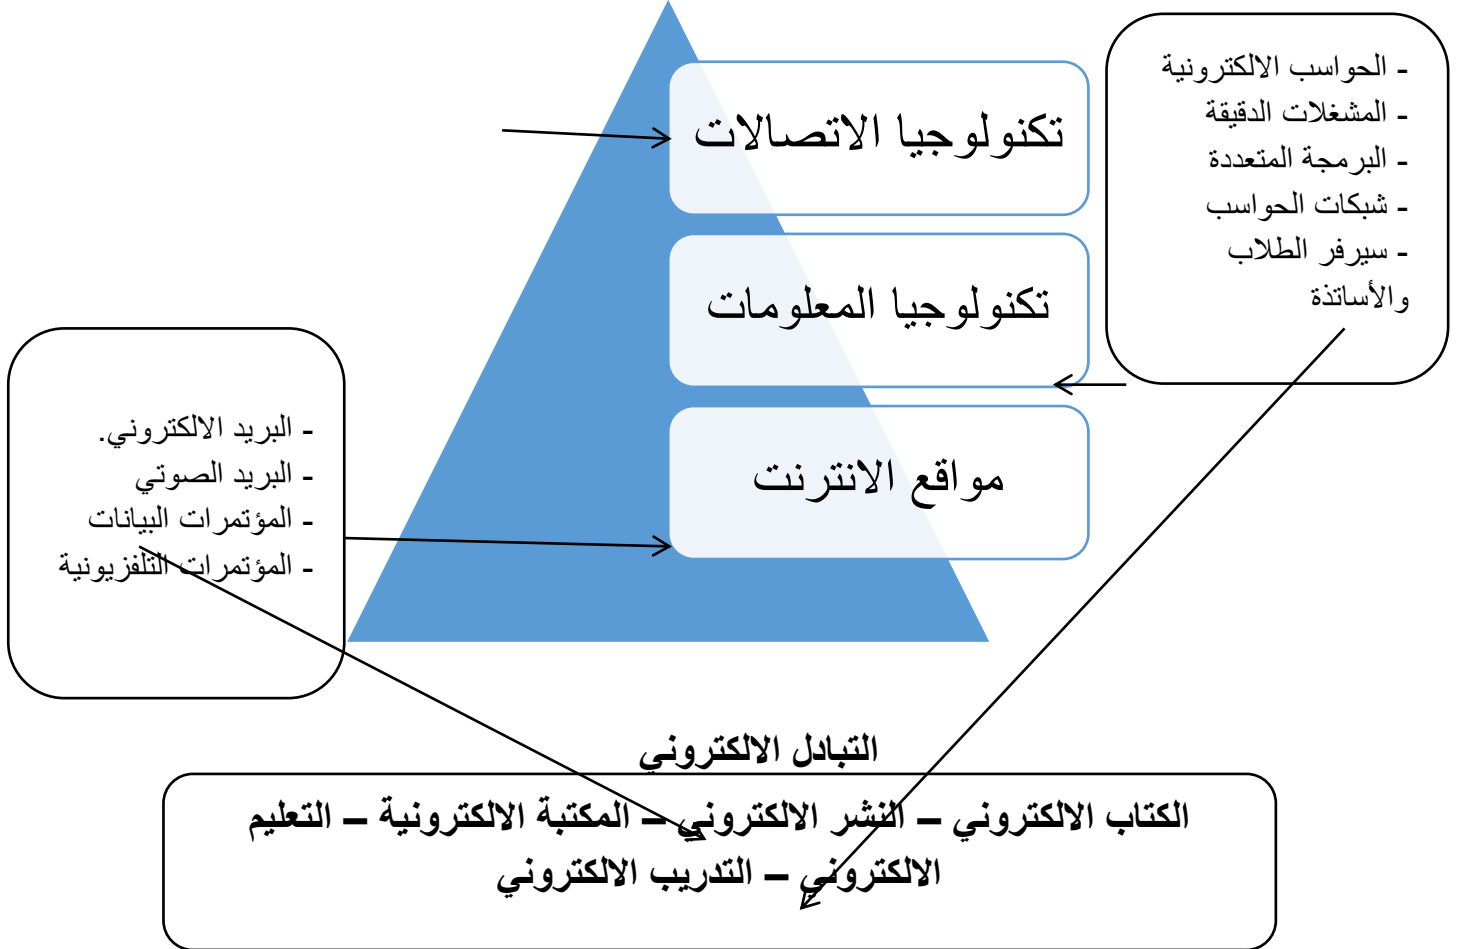 تكنولوجيا الاتصالات
تكنولوجيا المعلومات
مواقع الانترنت
- الحواسب الالكترونية
- المشغلات الدقيقة
- البرمجة المتعددة
- شبكات الحواسب
- سيرفر الطلاب
والأساتذة
- البريد الالكتروني.
- البريد الصوتي
- المؤتمرات البيانات
- المؤتمرات التلفزيونية
التبادل الالكتروني
الكتاب الالكتروني – النشر الالكتروني – المكتبة الالكترونية – التعليم
الالكتروني – التدريب الالكتروني